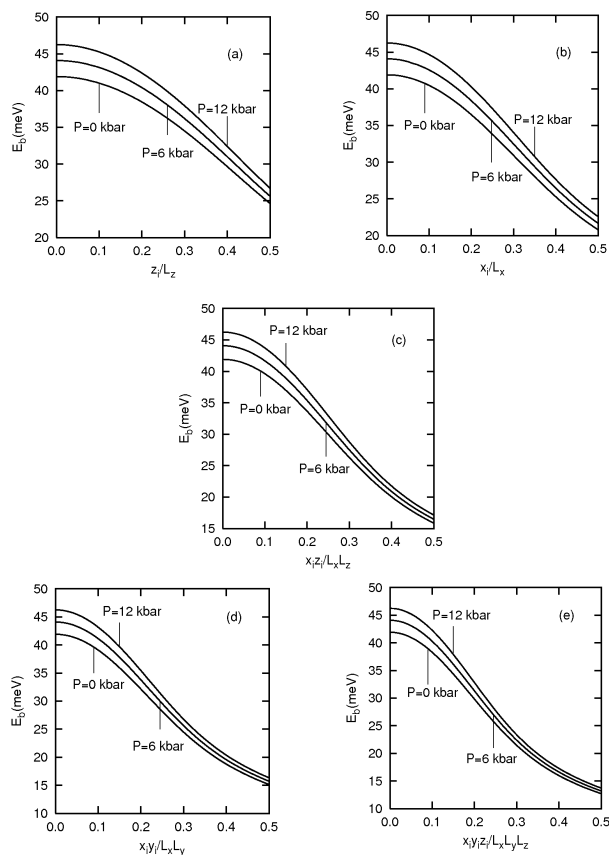 50
45
40
35
30
25
20
E_b(meV)
(a)
P=12 kbar
P=0 kbar
P=6 kbar
0.0 0.1 0.2 0.3 0.4 0.5
z_i/L_z
50
45
40
35
30
25
20
E_b(meV)
(b)
P=0 kbar
P=12 kbar
P=6 kbar
0.0 0.1 0.2 0.3 0.4 0.5
x_i/L_x
50
45
40
35
30
25
20
15
E_b(meV)
P=12 kbar
(c)
P=0 kbar
P=6 kbar
0.0 0.1 0.2 0.3 0.4 0.5
x_iz_i/L_xL_z
50
45
40
35
30
25
20
15
10
E_b(meV)
P=12 kbar
(d)
P=0 kbar
P=6 kbar
0.0 0.1 0.2 0.3 0.4 0.5
x_iy_i/L_xL_y
50
45
40
35
30
25
20
15
10
E_b(meV)
P=12 kbar
(e)
P=0 kbar
P=6 kbar
0.0 0.1 0.2 0.3 0.4 0.5
x_iy_iz_i/L_xL_yL_z